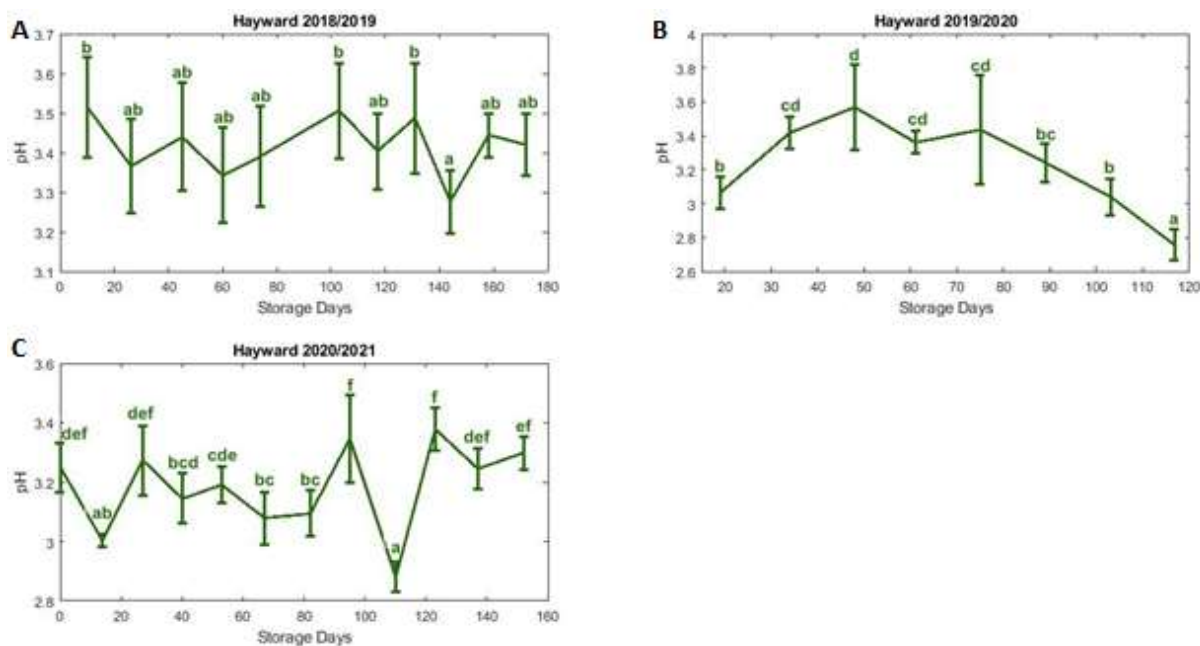 A
Hayward 2018/2019
3.7
3.6
3.5
3.4
3.3
3.2
3.1
pH
b
ab
ab
ab
ab
b
ab
b
a
ab
ab
0 20 40 60 80 100 120 140 160 180
Storage Days
B
Hayward 2019/2020
4
3.8
3.6
3.4
3.2
3
2.8
2.6
pH
b
cd
d
cd
cd
bc
b
a
20 30 40 50 60 70 80 90 100 110 120
Storage Days
C
Hayward 2020/2021
3.6
3.4
3.2
3
2.8
pH
def
ab
def
bcd
cde
bc
bc
f
a
f
def
ef
0 20 40 60 80 100 120 140 160
Storage Days